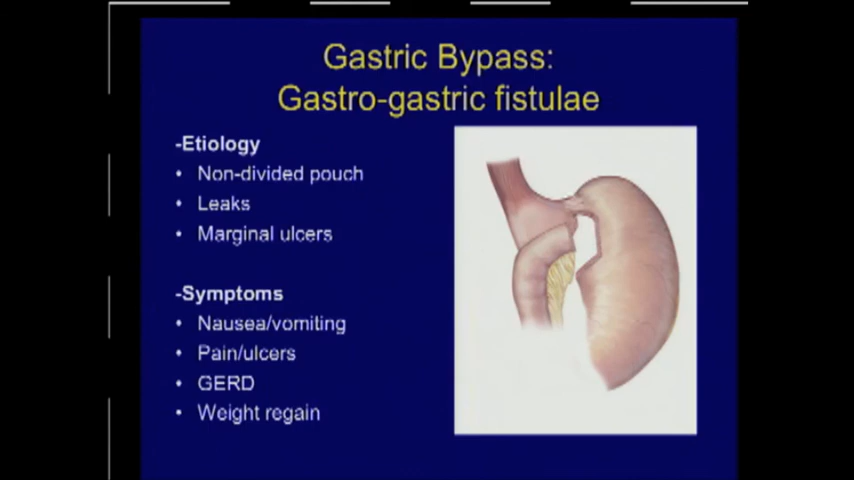 Gastric Bypass:
Gastro-gastric fistulae
-Etiology
• Non-divided pouch
• Leaks
• Marginal ulcers
-Symptoms
• Nausea/vomiting
• Pain/ulcers
• GERD
• Weight regain